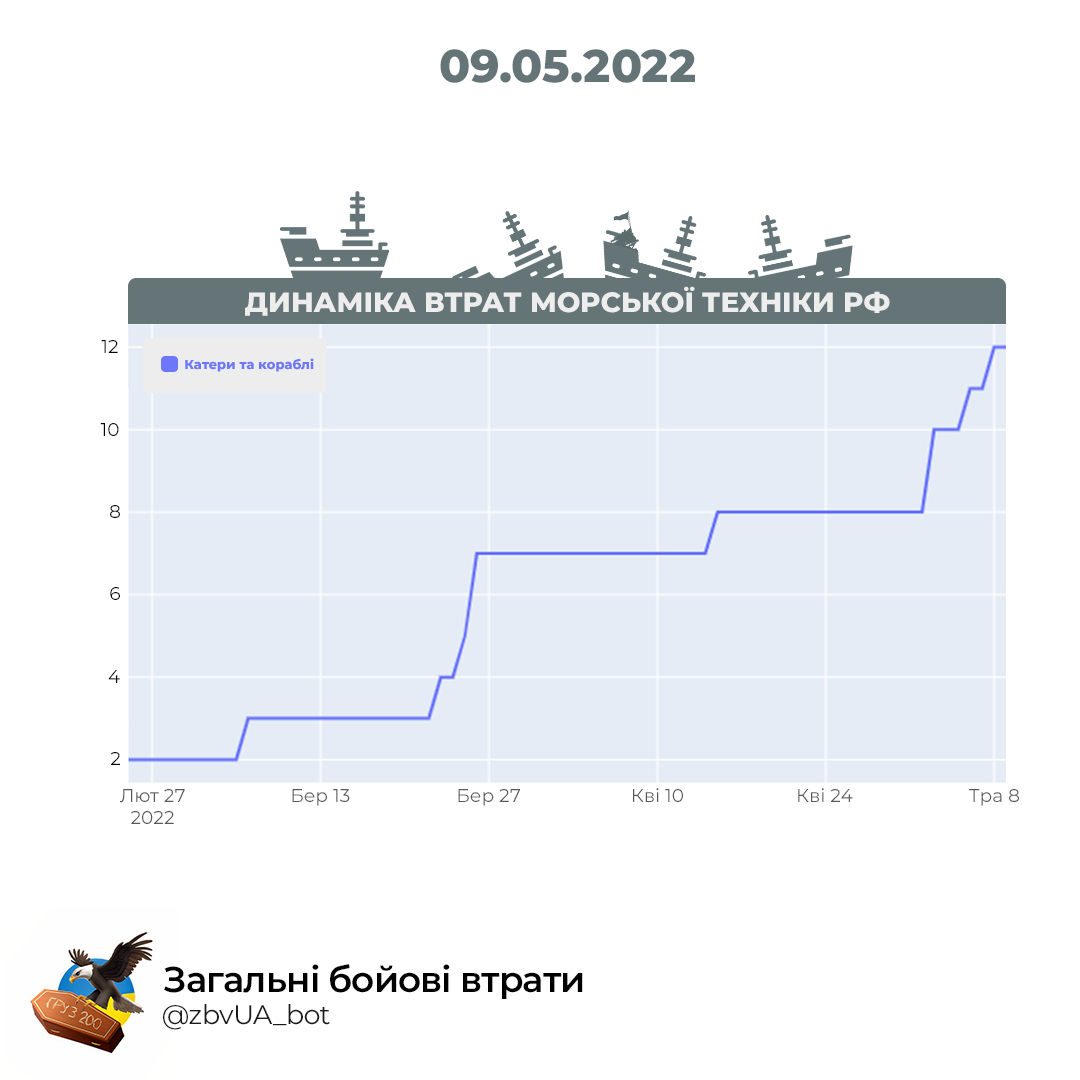 09.05.2022
ДИНАМІКА ВТРАТ МОРСЬКОЇ ТЕХНІКИ РФ
Катери та кораблі
12
10
8
6
4
2
Лют 27 Бер 13 Бер 27 Кві 10 Кві 24 Тра 8
2022
ГРУЗ 200
Загальні бойові втрати
@zbvUA_bot